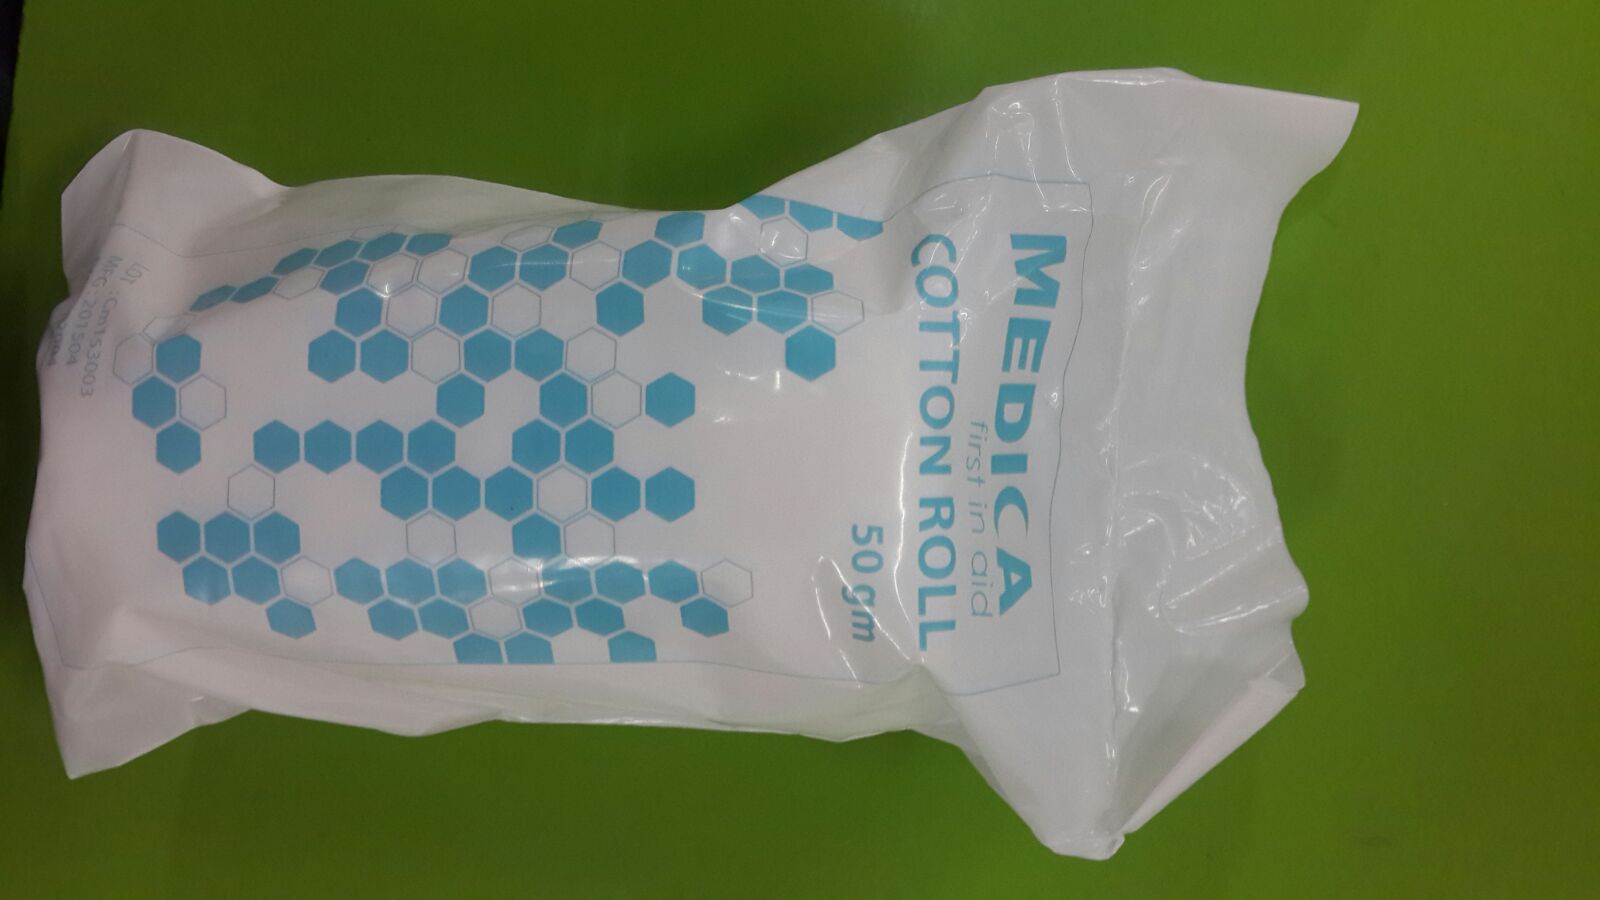 MEDICA
first in aid
COTTON ROLL
50 gm
LOT :Cm153003
MFG:201504